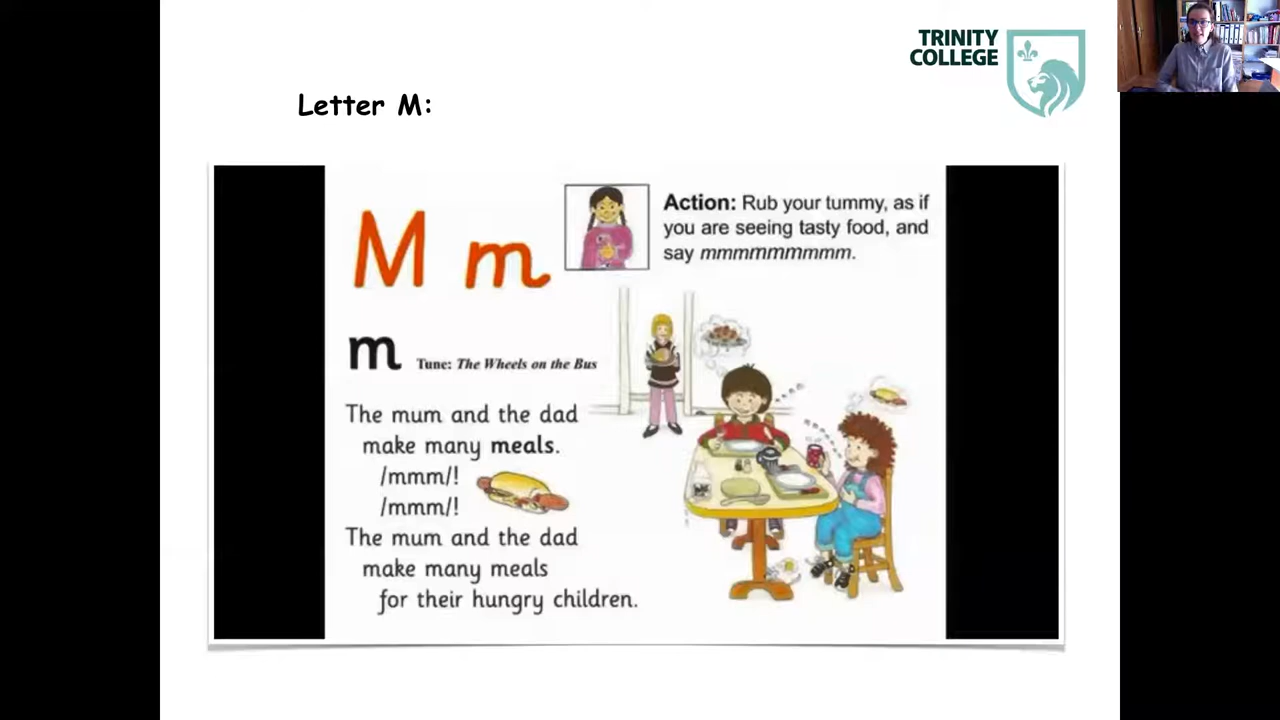 TRINITY
COLLEGE
Letter M:
M m
Action: Rub your tummy, as if
you are seeing tasty food, and
say mmmmmmmmm.
m Tune: The Wheels on the Bus
The mum and the dad
make many meals.
/mmm/!
/mmm/!
The mum and the dad
make many meals
for their hungry children.